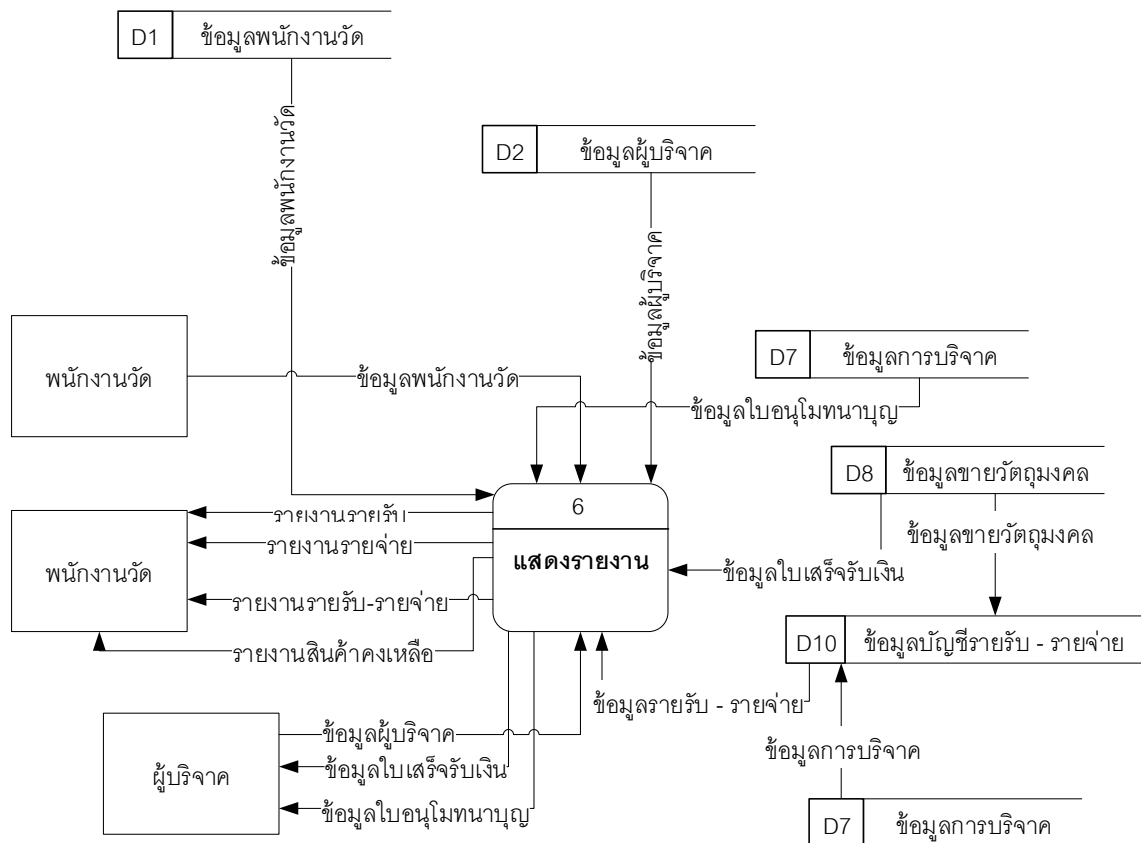 D1 ข้อมูลพนักงานวัด
ข้อมูลพนักงานวัด
D2 ข้อมูลผู้บริจาค
ข้อมูลผู้บริจาค
พนักงานวัด
ข้อมูลพนักงานวัด
D7 ข้อมูลการบริจาค
ข้อมูลใบอนุโมทนาบุญ
D8 ข้อมูลขายวัตถุมงคล
ข้อมูลขายวัตถุมงคล
6
แสดงรายงาน
ข้อมูลใบเสร็จรับเงิน
พนักงานวัด
รายงานรายรับ
รายงานรายจ่าย
รายงานรายรับ-รายจ่าย
รายงานสินค้าคงเหลือ
D10 ข้อมูลบัญชีรายรับ - รายจ่าย
ข้อมูลรายรับ - รายจ่าย
ผู้บริจาค
ข้อมูลผู้บริจาค
ข้อมูลใบเสร็จรับเงิน
ข้อมูลใบอนุโมทนาบุญ
ข้อมูลการบริจาค
D7 ข้อมูลการบริจาค